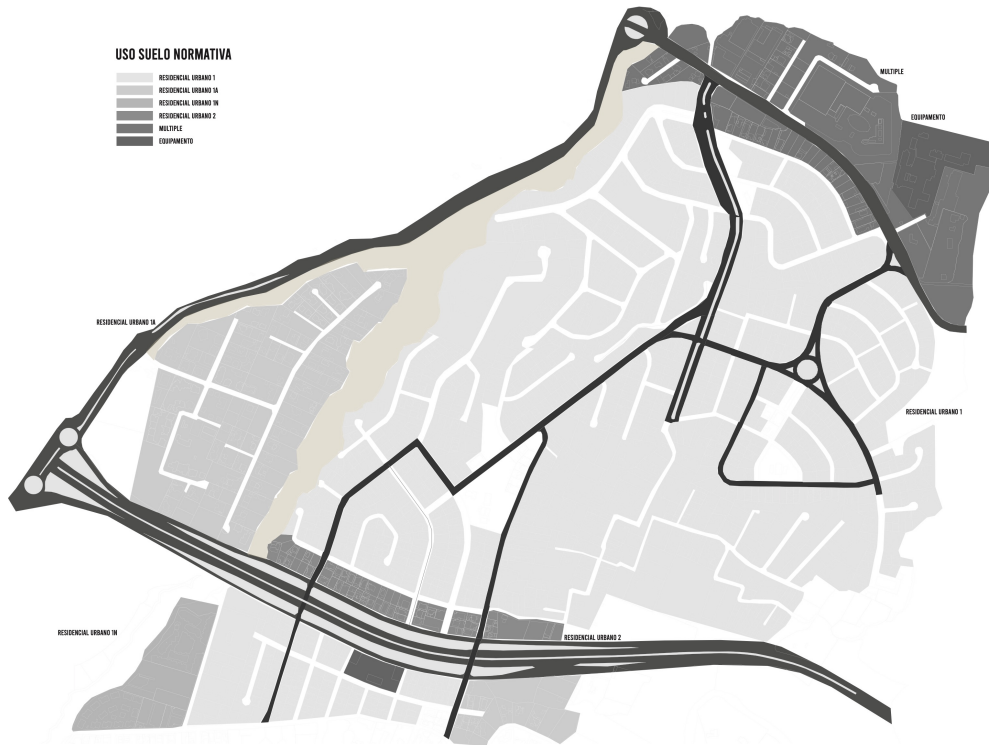 USO SUELO NORMATIVA
RESIDENCIAL URBANO 1
RESIDENCIAL URBANO 1A
RESIDENCIAL URBANO 1N
RESIDENCIAL URBANO 2
MULTIPLE
EQUIPAMENTO
MULTIPLE
EQUIPAMENTO
RESIDENCIAL URBANO 1A
RESIDENCIAL URBANO 1
RESIDENCIAL URBANO 1N
RESIDENCIAL URBANO 2